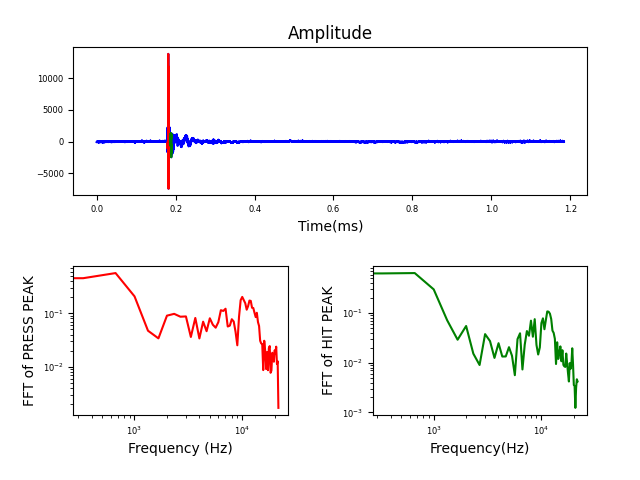 Amplitude
10000
5000
0
−5000
0.0 0.2 0.4 0.6 0.8 1.0 1.2
Time(ms)
FFT of PRESS PEAK
10⁻¹
10⁻²
10³ 10⁴
Frequency (Hz)
FFT of HIT PEAK
10⁻¹
10⁻²
10⁻³
10³ 10⁴
Frequency(Hz)